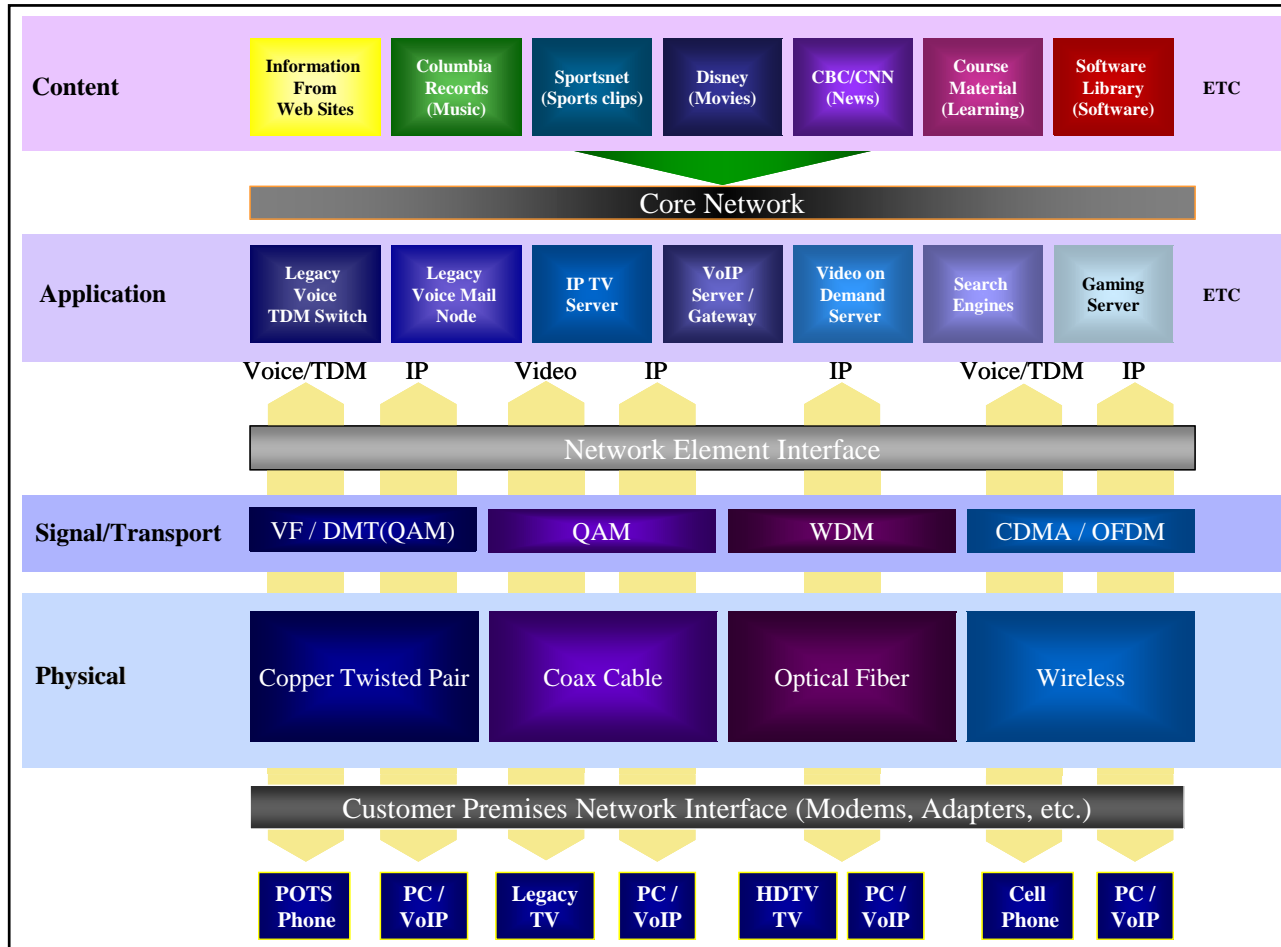 Content
Information
From
Web Sites
Columbia
Records
(Music)
Sportsnet
(Sports clips)
Disney
(Movies)
CBC/CNN
(News)
Course
Material
(Learning)
Software
Library
(Software)
ETC
Core Network
Application
Legacy
Voice
TDM Switch
Legacy
Voice Mail
Node
IP TV
Server
VoIP
Server /
Gateway
Video on
Demand
Server
Search
Engines
Gaming
Server
ETC
Voice/TDM
IP
Video
IP
IP
Voice/TDM
IP
Network Element Interface
Signal/Transport
VF / DMT(QAM)
QAM
WDM
CDMA / OFDM
Physical
Copper Twisted Pair
Coax Cable
Optical Fiber
Wireless
Customer Premises Network Interface (Modems, Adapters, etc.)
POTS
Phone
PC /
VoIP
Legacy
TV
PC /
VoIP
HDTV
TV
PC /
VoIP
Cell
Phone
PC /
VoIP